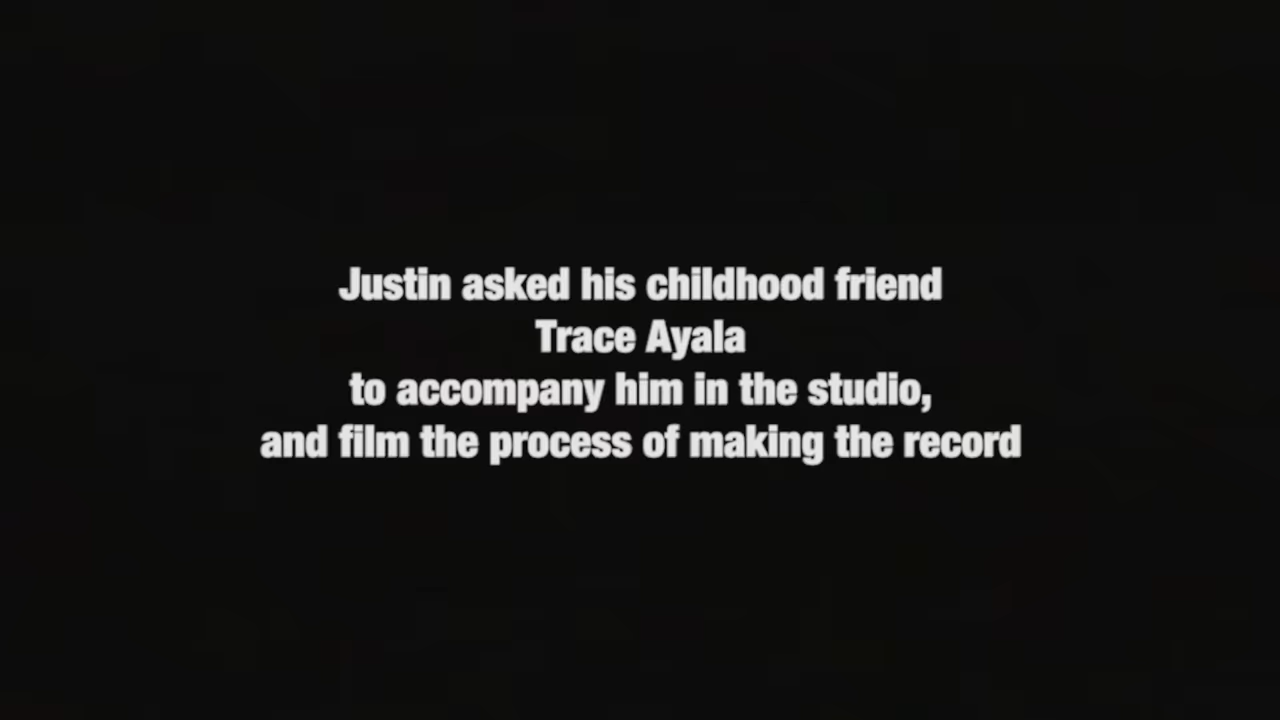 Justin asked his childhood friend
Trace Ayala
to accompany him in the studio,
and film the process of making the record